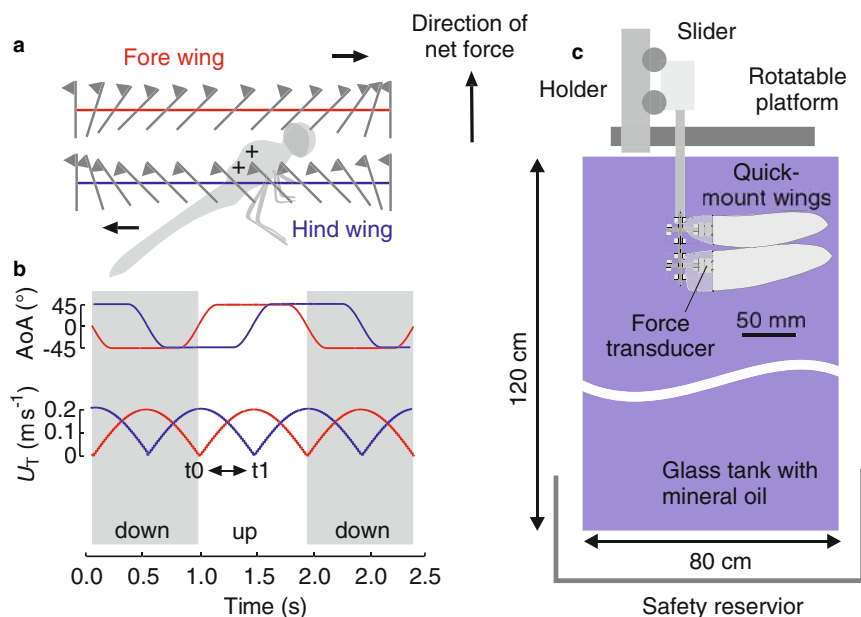 a
Fore wing
Hind wing
Direction of
net force
b
AoA (°)
45
0
-45
U_T (m s⁻¹)
0.2
0.1
0
t0
t1
down
up
down
0.0 0.5 1.0 1.5 2.0 2.5
Time (s)
c
Slider
Holder
Rotatable
platform
Quick-
mount wings
Force
transducer
50 mm
120 cm
Glass tank with
mineral oil
80 cm
Safety reservior